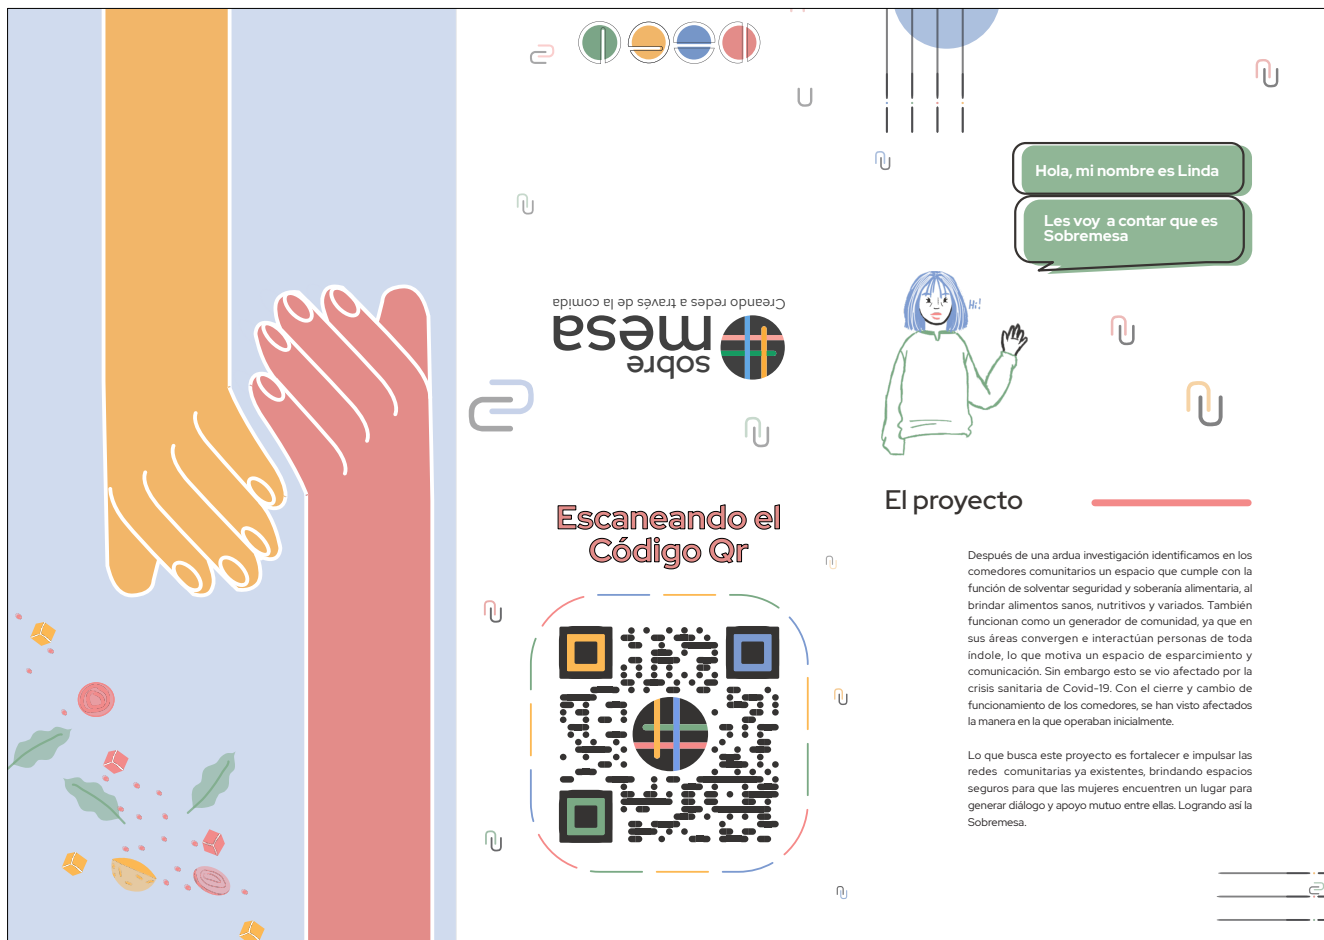 Creando redes a través de la comida
sobre
mesa
Escaneando el
Código Qr
Hola, mi nombre es Linda
Les voy a contar que es
Sobremesa
Hi!
El proyecto
Después de una ardua investigación identificamos en los
comedores comunitarios un espacio que cumple con la
función de solventar seguridad y soberanía alimentaria, al
brindar alimentos sanos, nutritivos y variados. También
funcionan como un generador de comunidad, ya que en
sus áreas convergen e interactúan personas de toda
índole, lo que motiva un espacio de esparcimiento y
comunicación. Sin embargo esto se vio afectado por la
crisis sanitaria de Covid-19. Con el cierre y cambio de
funcionamiento de los comedores, se han visto afectados
la manera en la que operaban inicialmente.
Lo que busca este proyecto es fortalecer e impulsar las
redes comunitarias ya existentes, brindando espacios
seguros para que las mujeres encuentren un lugar para
generar diálogo y apoyo mutuo entre ellas. Logrando así la
Sobremesa.